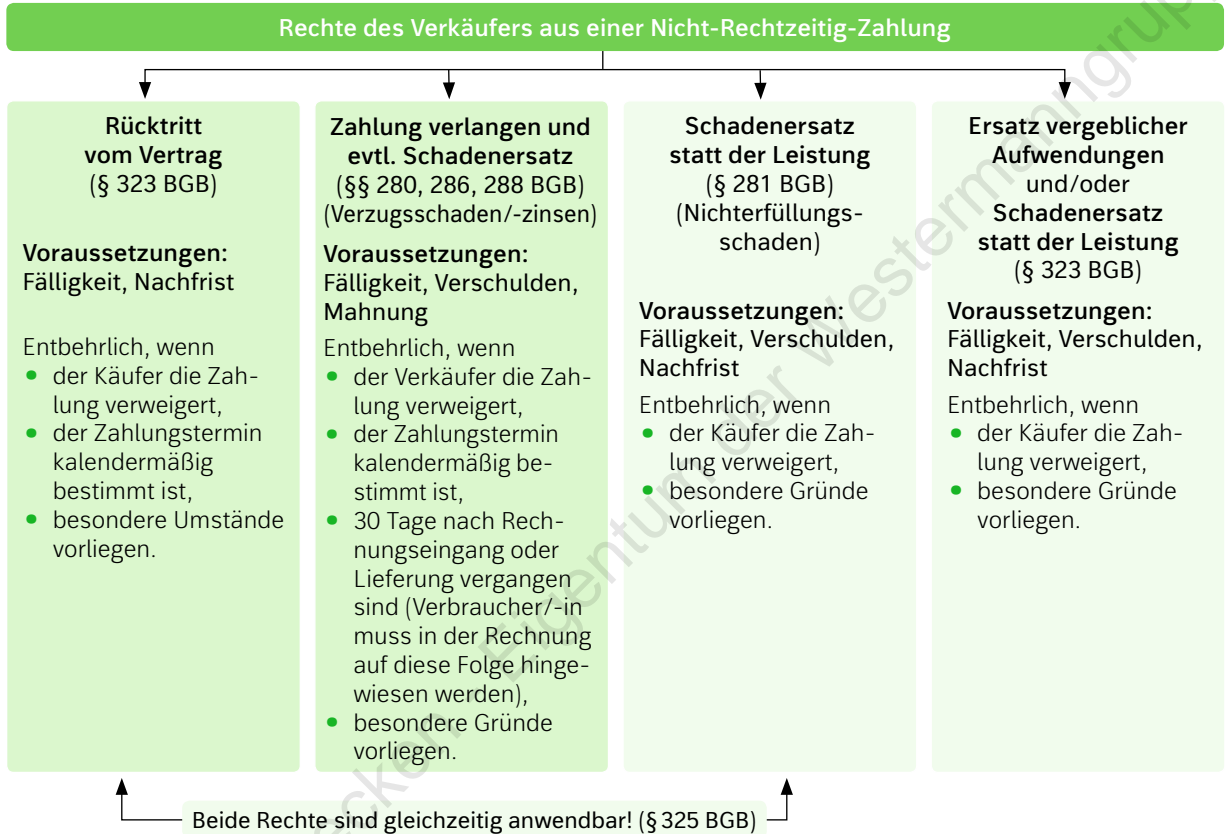 Rechte des Verkäufers aus einer Nicht-Rechtzeitig-Zahlung
Rücktritt
vom Vertrag
(§ 323 BGB)
Voraussetzungen:
Fälligkeit, Nachfrist
Entbehrlich, wenn
• der Käufer die Zah-
lung verweigert,
• der Zahlungstermin
kalendermäßig
bestimmt ist,
• besondere Umstände
vorliegen.
Zahlung verlangen und
evtl. Schadenersatz
(§§ 280, 286, 288 BGB)
(Verzugsschaden/-zinsen)
Voraussetzungen:
Fälligkeit, Verschulden,
Mahnung
Entbehrlich, wenn
• der Verkäufer die Zah-
lung verweigert,
• der Zahlungstermin
kalendermäßig be-
stimmt ist,
• 30 Tage nach Rech-
nungseingang oder
Lieferung vergangen
sind (Verbraucher/-in
muss in der Rechnung
auf diese Folge hinge-
wiesen werden),
• besondere Gründe
vorliegen.
Schadenersatz
statt der Leistung
(§ 281 BGB)
(Nichterfüllungs-
schaden)
Voraussetzungen:
Fälligkeit, Verschulden,
Nachfrist
Entbehrlich, wenn
• der Käufer die Zah-
lung verweigert,
• besondere Gründe
vorliegen.
Ersatz vergeblicher
Aufwendungen
und/oder
Schadenersatz
statt der Leistung
(§ 323 BGB)
Voraussetzungen:
Fälligkeit, Verschulden,
Nachfrist
Entbehrlich, wenn
• der Käufer die Zah-
lung verweigert,
• besondere Gründe
vorliegen.
Beide Rechte sind gleichzeitig anwendbar! (§ 325 BGB)
- Eigentum der Westermanngrup